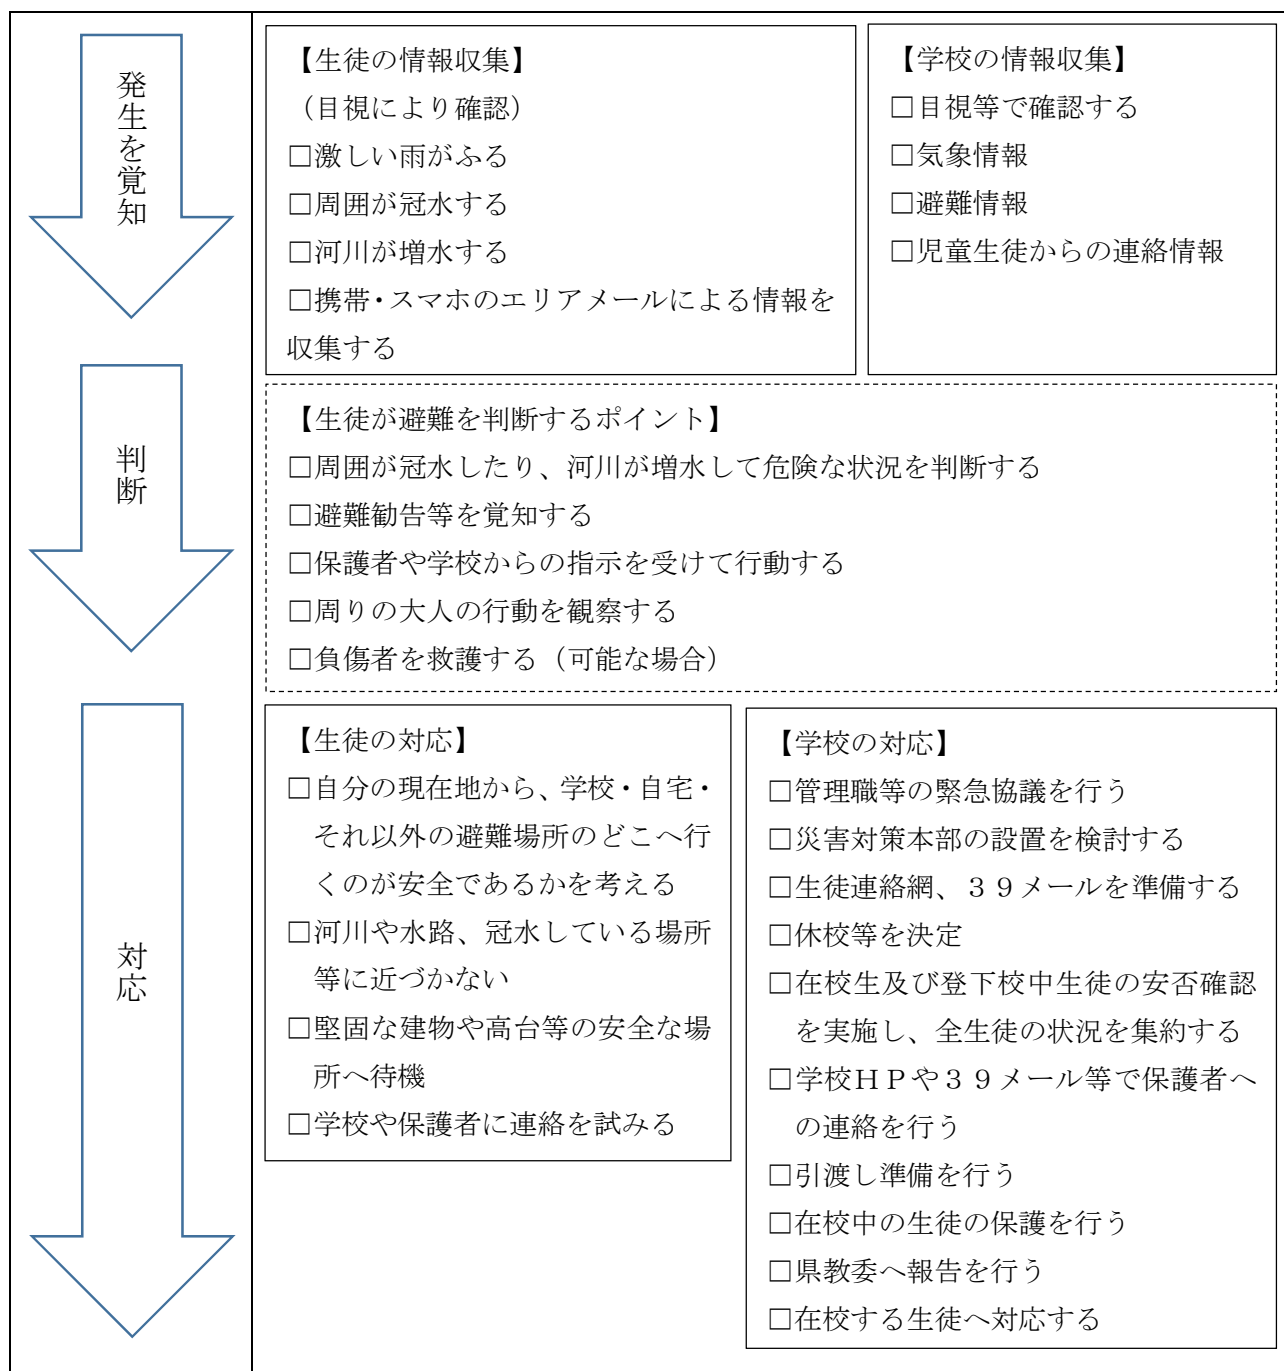 発生を覚知
【生徒の情報収集】
（目視により確認）
□激しい雨がふる
□周囲が冠水する
□河川が増水する
□携帯・スマホのエリアメールによる情報を
収集する
【学校の情報収集】
□目視等で確認する
□気象情報
□避難情報
□児童生徒からの連絡情報
判断
【生徒が避難を判断するポイント】
□周囲が冠水したり、河川が増水して危険な状況を判断する
□避難勧告等を覚知する
□保護者や学校からの指示を受けて行動する
□周りの大人の行動を観察する
□負傷者を救護する（可能な場合）
対応
【生徒の対応】
□自分の現在地から、学校・自宅・
それ以外の避難場所のどこへ行
くのが安全であるかを考える
□河川や水路、冠水している場所
等に近づかない
□堅固な建物や高台等の安全な場
所へ待機
□学校や保護者に連絡を試みる
【学校の対応】
□管理職等の緊急協議を行う
□災害対策本部の設置を検討する
□生徒連絡網、３９メールを準備する
□休校等を決定
□在校生及び登下校中生徒の安否確認
を実施し、全生徒の状況を集約する
□学校ＨＰや３９メール等で保護者へ
の連絡を行う
□引渡し準備を行う
□在校中の生徒の保護を行う
□県教委へ報告を行う
□在校する生徒へ対応する